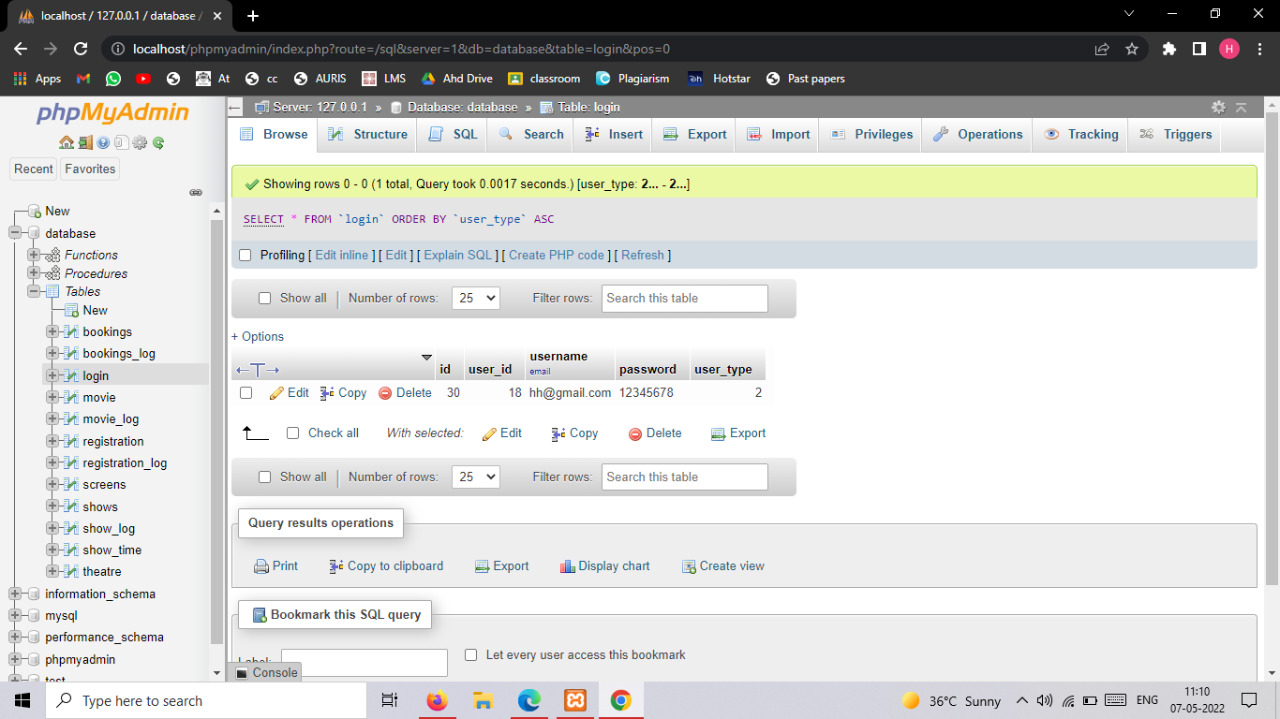 localhost / 127.0.0.1 / database /
localhost/phpmyadmin/index.php?route=/sql&server=1&db=database&table=login&pos=0
H
Apps At cc AURIS LMS Ahd Drive classroom Plagiarism Hotstar Past papers
phpMyAdmin
Recent Favorites
New
database
Functions
Procedures
Tables
New
bookings
bookings_log
login
movie
movie_log
registration
registration_log
screens
shows
show_log
show_time
theatre
information_schema
mysql
performance_schema
phpmyadmin
test
Server: 127.0.0.1 » Database: database » Table: login
Browse Structure SQL Search Insert Export Import Privileges Operations Tracking Triggers
Showing rows 0 - 0 (1 total, Query took 0.0017 seconds.) [user_type: 2... - 2...]
SELECT * FROM `login` ORDER BY `user_type` ASC
Profiling [ Edit inline ] [ Edit ] [ Explain SQL ] [ Create PHP code ] [ Refresh ]
Show all Number of rows: 25 Filter rows: Search this table
+ Options
id user_id username password user_type
email
Edit Copy Delete 30 18 hh@gmail.com 12345678 2
Check all With selected: Edit Copy Delete Export
Show all Number of rows: 25 Filter rows: Search this table
Query results operations
Print Copy to clipboard Export Display chart Create view
Bookmark this SQL query
Label: Let every user access this bookmark
Console
Type here to search
36°C Sunny ENG 11:10
07-05-2022